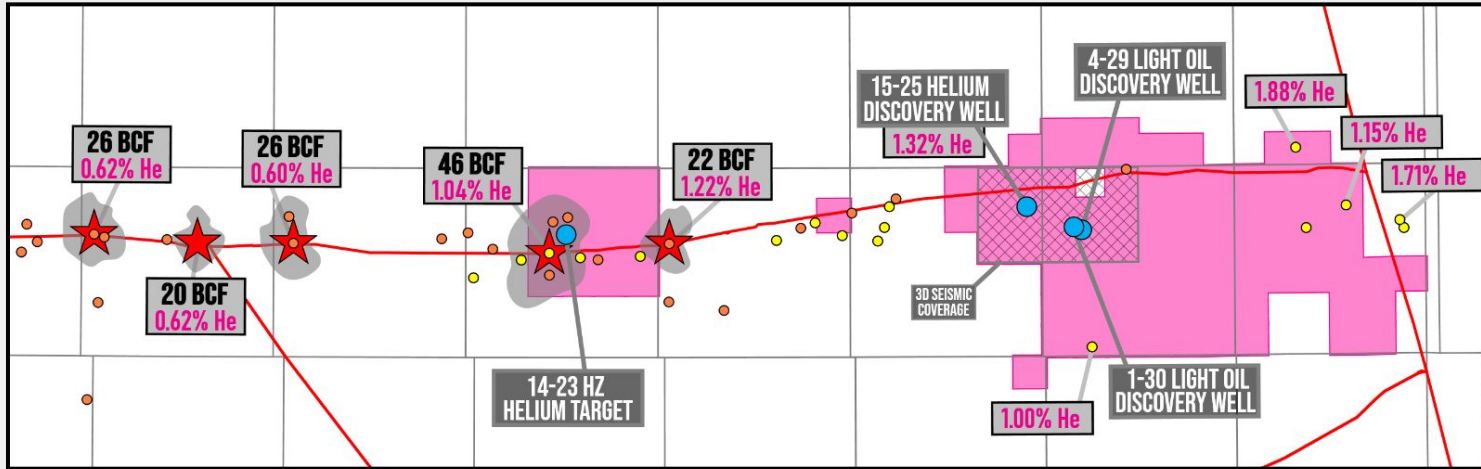 26 BCF
0.62% He
20 BCF
0.62% He
26 BCF
0.60% He
46 BCF
1.04% He
14-23 HZ
HELIUM TARGET
22 BCF
1.22% He
15-25 HELIUM
DISCOVERY WELL
1.32% He
4-29 LIGHT OIL
DISCOVERY WELL
3D SEISMIC
COVERAGE
1-30 LIGHT OIL
DISCOVERY WELL
1.00% He
1.88% He
1.15% He
1.71% He